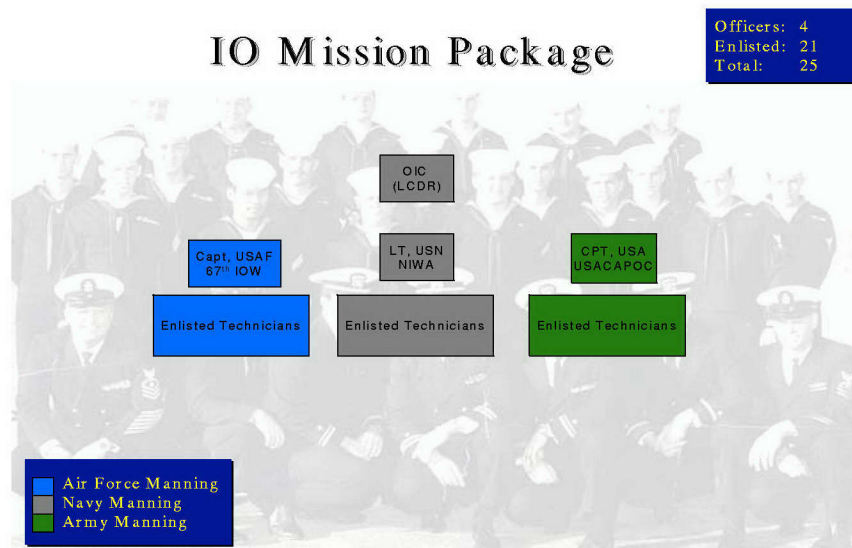 IO Mission Package
Officers: 4
Enlisted: 21
Total: 25
OIC
(LCDR)
Capt, USAF
67th IOW
LT, USN
NIWA
CPT, USA
USACAPOC
Enlisted Technicians
Enlisted Technicians
Enlisted Technicians
Air Force Manning
Navy Manning
Army Manning